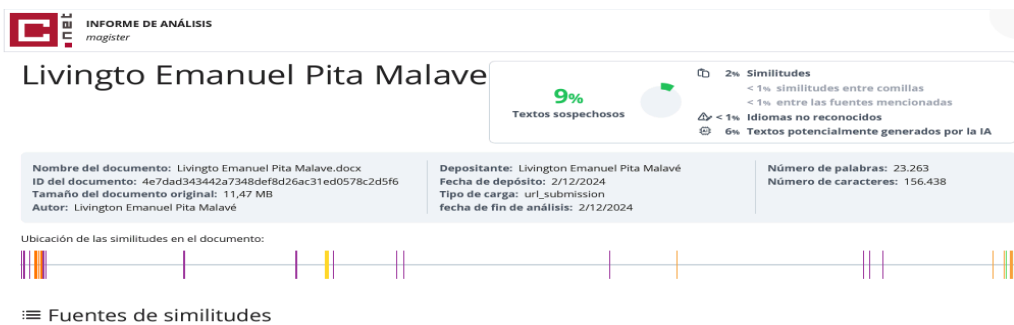 C.net
INFORME DE ANÁLISIS
magister
Livingto Emanuel Pita Malave
9%
Textos sospechosos
2% Similitudes
< 1% similitudes entre comillas
< 1% entre las fuentes mencionadas
< 1% Idiomas no reconocidos
6% Textos potencialmente generados por la IA
Nombre del documento: Livingto Emanuel Pita Malave.docx
ID del documento: 4e7dad343442a7348def8d26ac31ed0578c2d5f6
Tamaño del documento original: 11,47 MB
Autor: Livington Emanuel Pita Malavé
Depositante: Livington Emanuel Pita Malavé
Fecha de depósito: 2/12/2024
Tipo de carga: url_submission
fecha de fin de análisis: 2/12/2024
Número de palabras: 23.263
Número de caracteres: 156.438
Ubicación de las similitudes en el documento:
Fuentes de similitudes